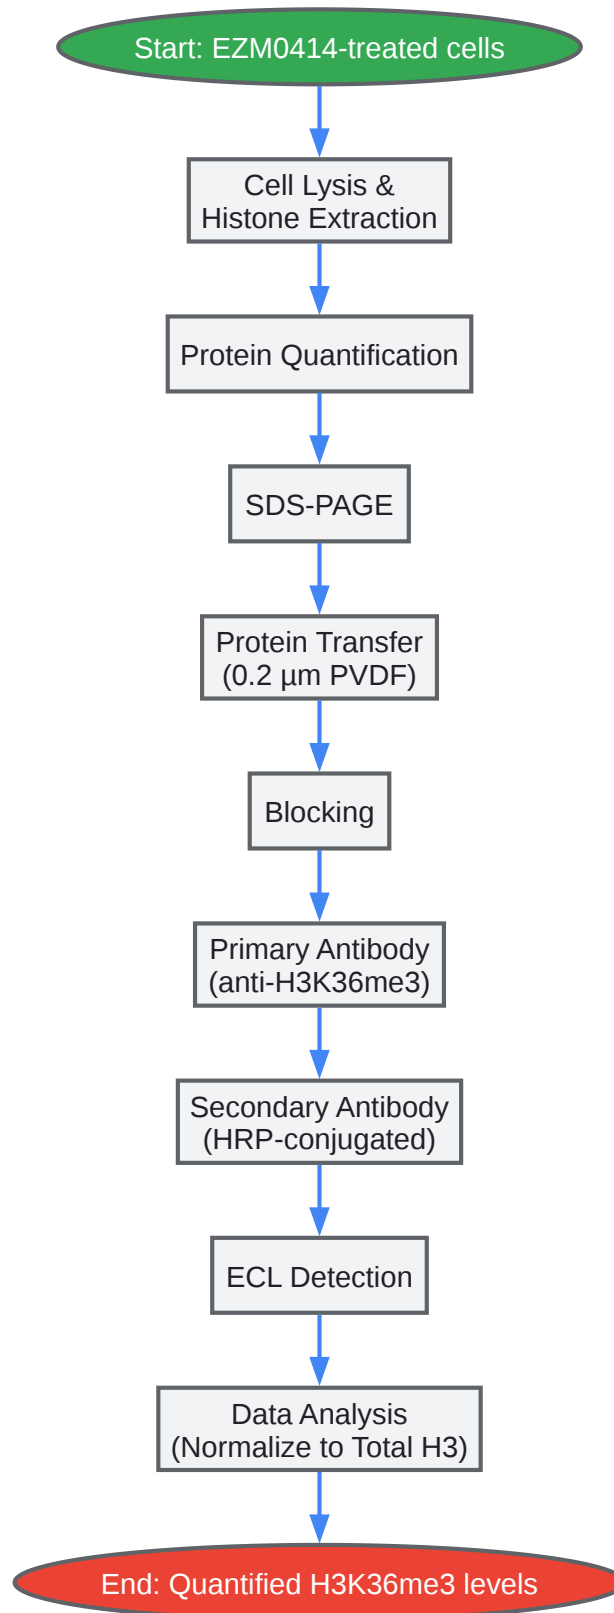 Start: EZM0414-treated cells
Cell Lysis &
Histone Extraction
Protein Quantification
SDS-PAGE
Protein Transfer
(0.2 µm PVDF)
Blocking
Primary Antibody
(anti-H3K36me3)
Secondary Antibody
(HRP-conjugated)
ECL Detection
Data Analysis
(Normalize to Total H3)
End: Quantified H3K36me3 levels